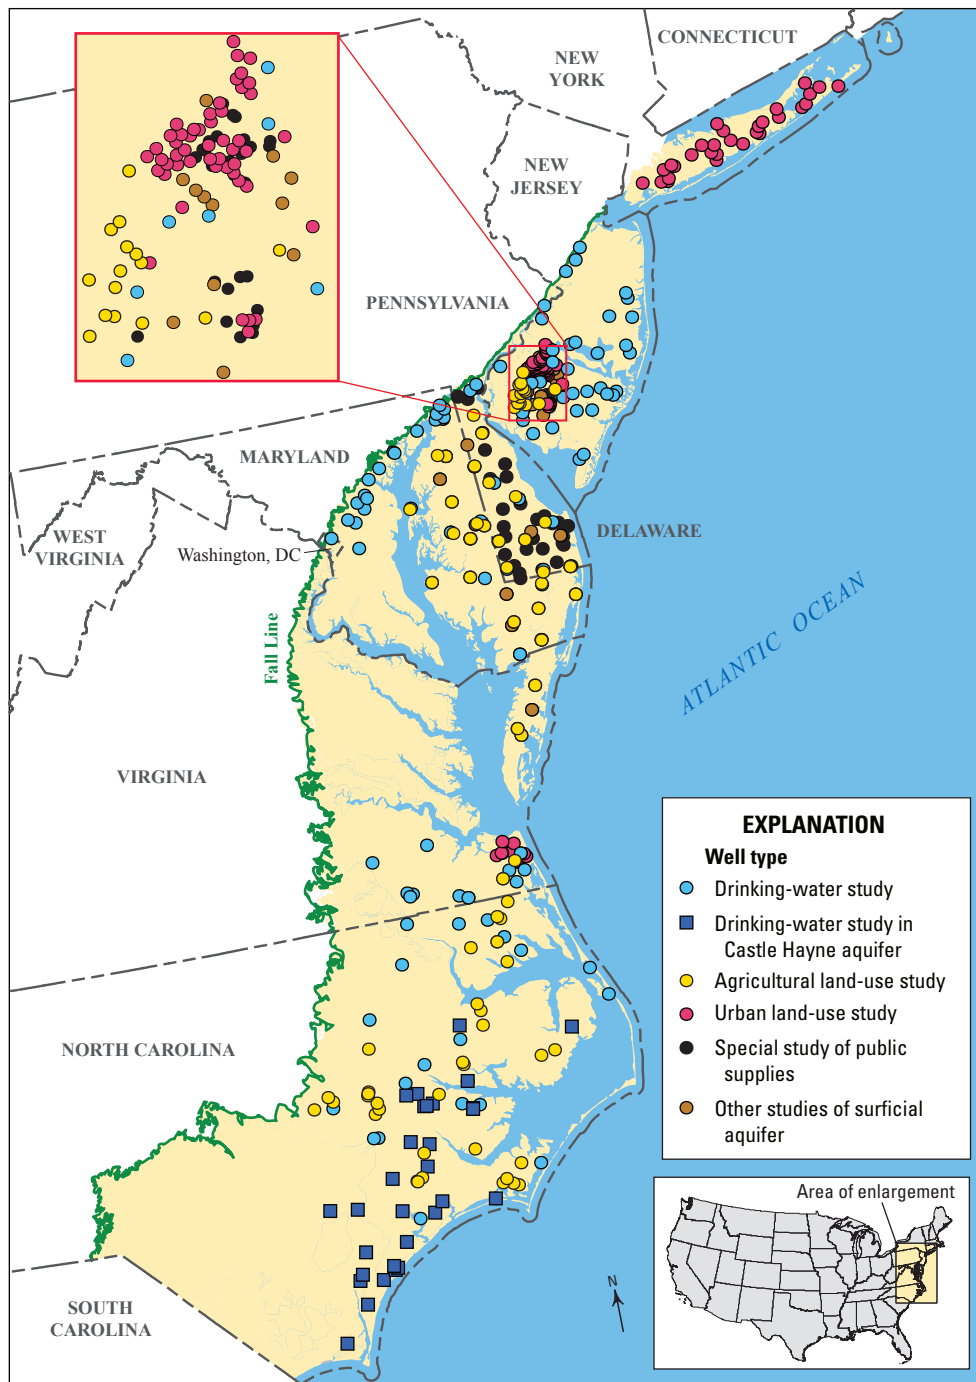 CONNECTICUT
NEW
YORK
NEW
JERSEY
PENNSYLVANIA
MARYLAND
WEST
VIRGINIA
Washington, DC
DELAWARE
Fall Line
ATLANTIC OCEAN
VIRGINIA
NORTH CAROLINA
SOUTH
CAROLINA
EXPLANATION
Well type
Drinking-water study
Drinking-water study in
Castle Hayne aquifer
Agricultural land-use study
Urban land-use study
Special study of public
supplies
Other studies of surficial
aquifer
N
Area of enlargement